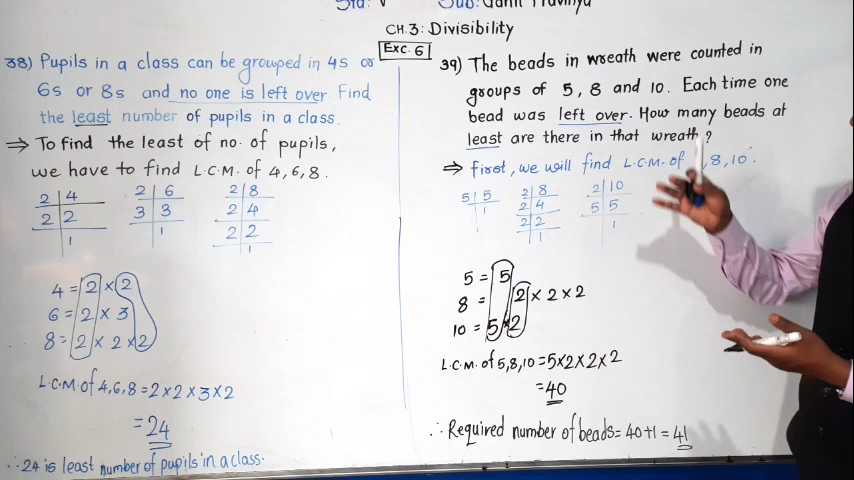 Std: V Sub: Ganit Pravinya
CH.3: Divisibility
Exc. 6
38) Pupils in a class can be grouped in 4s or
6s or 8s and no one is left over. Find
the least number of pupils in a class.
⇒ To find the least of no. of pupils,
we have to find L.C.M. of 4,6,8.
2 4
2 2
1
2 6
3 3
1
2 8
2 4
2 2
1
4 = 2 × 2
6 = 2 × 3
8 = 2 × 2 × 2
L.C.M. of 4,6,8 = 2 × 2 × 3 × 2
= 24
∴ 24 is least number of pupils in a class.
39) The beads in wreath were counted in
groups of 5, 8 and 10. Each time one
bead was left over. How many beads at
least are there in that wreath?
⇒ first, we will find L.C.M. of ,8,10.
5 5
1
2 8
2 4
2 2
1
2 10
5 5
1
5 = 5
8 = 2 × 2 × 2
10 = 5 × 2
L.C.M. of 5,8,10 = 5×2×2×2
= 40
∴ Required number of beads = 40+1 = 41